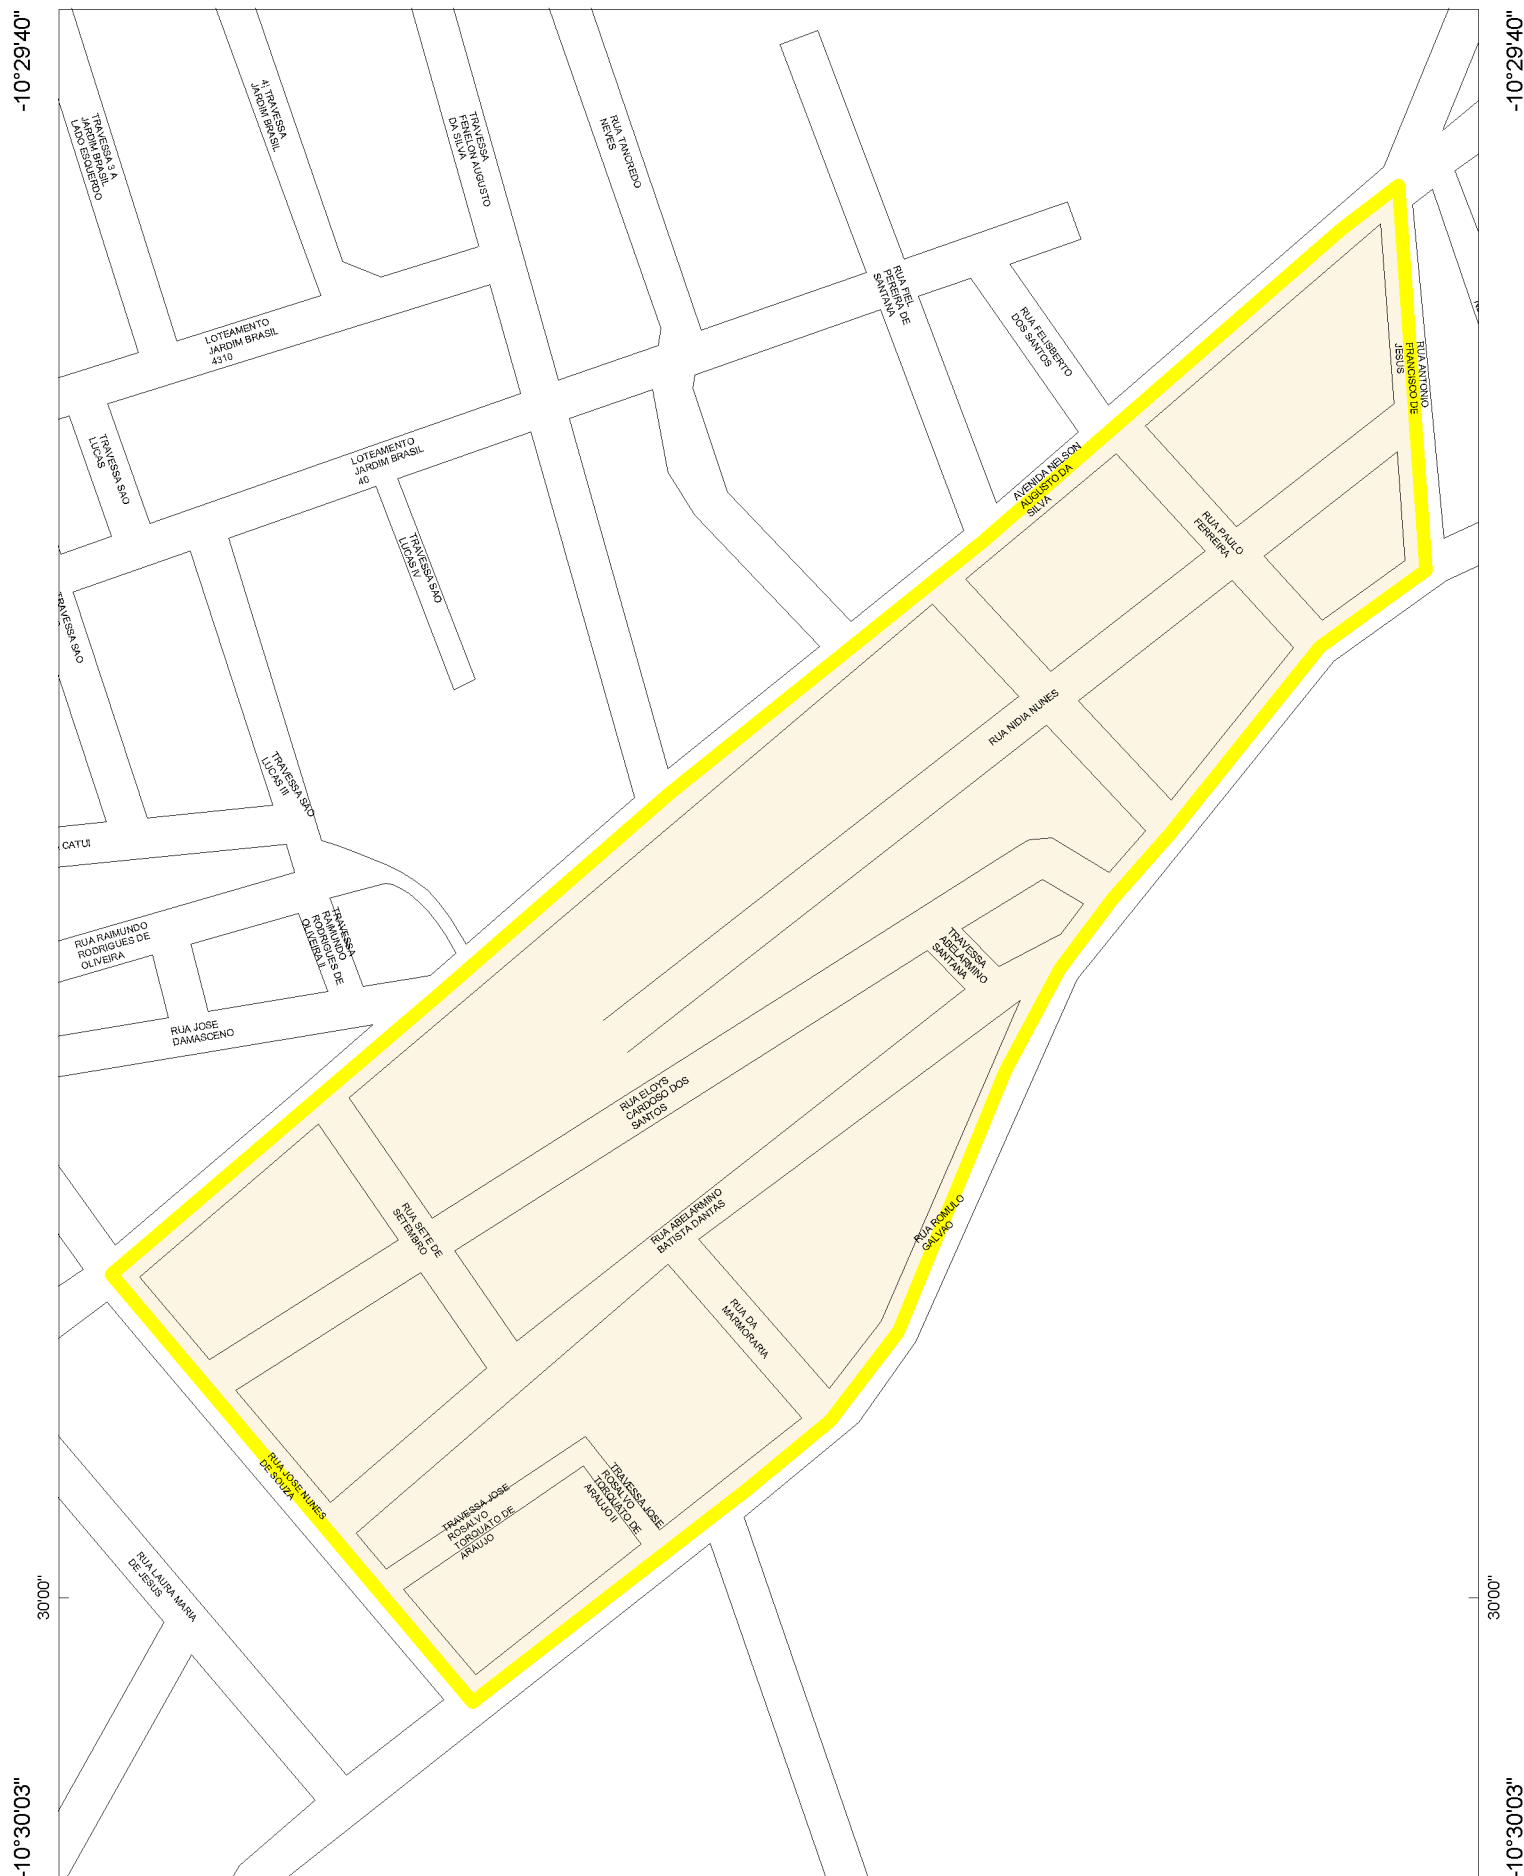 -10°29'40"
-10°29'40"
TRAVESSA 3 A
JARDIM BRASIL
LADO ESQUERDO
4¦ TRAVESSA
JARDIM BRASIL
TRAVESSA
FENELON AUGUSTO
DA SILVA
RUA TANCREDO
NEVES
RUA FIEL
PEREIRA DE
SANTANA
RUA FELISBERTO
DOS SANTOS
LOTEAMENTO
JARDIM BRASIL
4310
RUA ANTONIO
FRANCISCO DE
JESUS
TRAVESSA SAO
LUCAS
LOTEAMENTO
JARDIM BRASIL
40
AVENIDA NELSON
AUGUSTO DA
SILVA
RUA PAULO
FERREIRA
TRAVESSA SAO
LUCAS IV
TRAVESSA SAO
RUA NIDIA NUNES
TRAVESSA SAO
LUCAS III
CATUI
RUA RAIMUNDO
RODRIGUES DE
OLIVEIRA
TRAVESSA
RAIMUNDO
RODRIGUES DE
OLIVEIRA II
TRAVESSA
ABELARMINO
SANTANA
RUA JOSE
DAMASCENO
RUA ELOYS
CARDOSO DOS
SANTOS
RUA SETE DE
SETEMBRO
RUA ABELARMINO
BATISTA DANTAS
RUA ROMULO
GALVAO
RUA DA
MARMORARIA
RUA JOSE NUNES
DE SOUZA
TRAVESSA JOSE
ROSALVO
TORQUATO DE
ARAUJO
TRAVESSA JOSE
ROSALVO
TORQUATO DE
ARAUJO II
RUA LAURA MARIA
DE JESUS
30'00"
30'00"
-10°30'03"
-10°30'03"